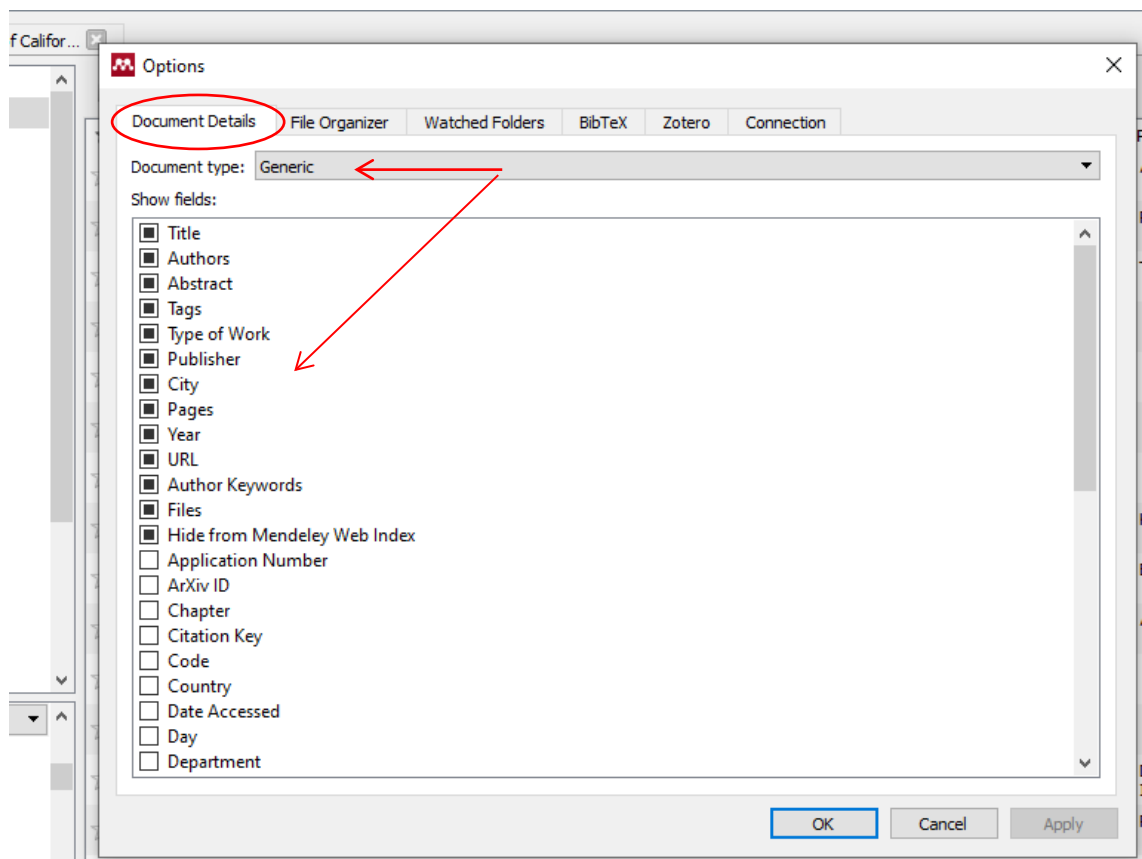 f Califor...
Options
Document Details File Organizer Watched Folders BibTeX Zotero Connection
Document type: Generic
Show fields:
Title
Authors
Abstract
Tags
Type of Work
Publisher
City
Pages
Year
URL
Author Keywords
Files
Hide from Mendeley Web Index
Application Number
ArXiv ID
Chapter
Citation Key
Code
Country
Date Accessed
Day
Department
OK Cancel Apply